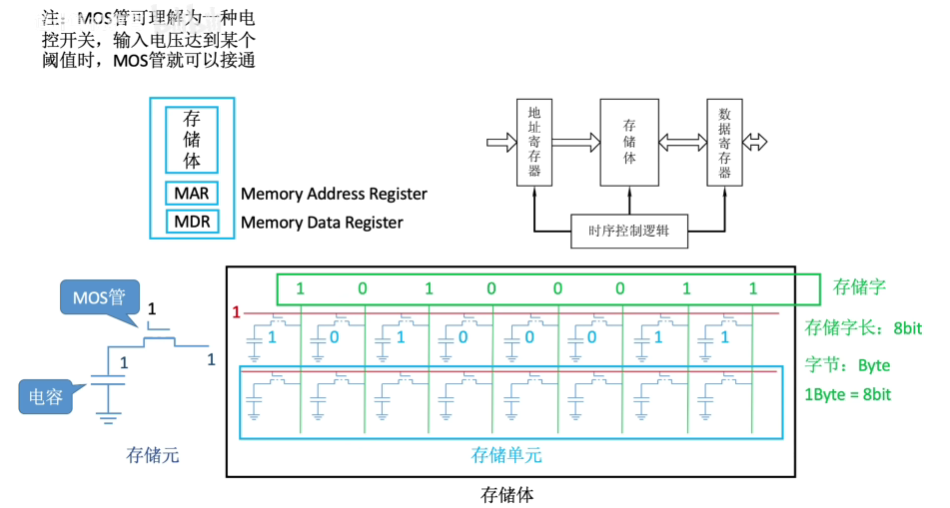 注：MOS管可理解为一种电
控开关，输入电压达到某个
阈值时，MOS管就可以接通
存
储
体
MAR
Memory Address Register
MDR
Memory Data Register
地
址
寄
存
器
存
储
体
数
据
寄
存
器
时序控制逻辑
MOS管
1
1
1
电容
存储元
1 0 1 0 0 0 1 1
存储字
1
1 0 1 0 0 0 1 1
存储字长：8bit
字节：Byte
1Byte = 8bit
存储单元
存储体